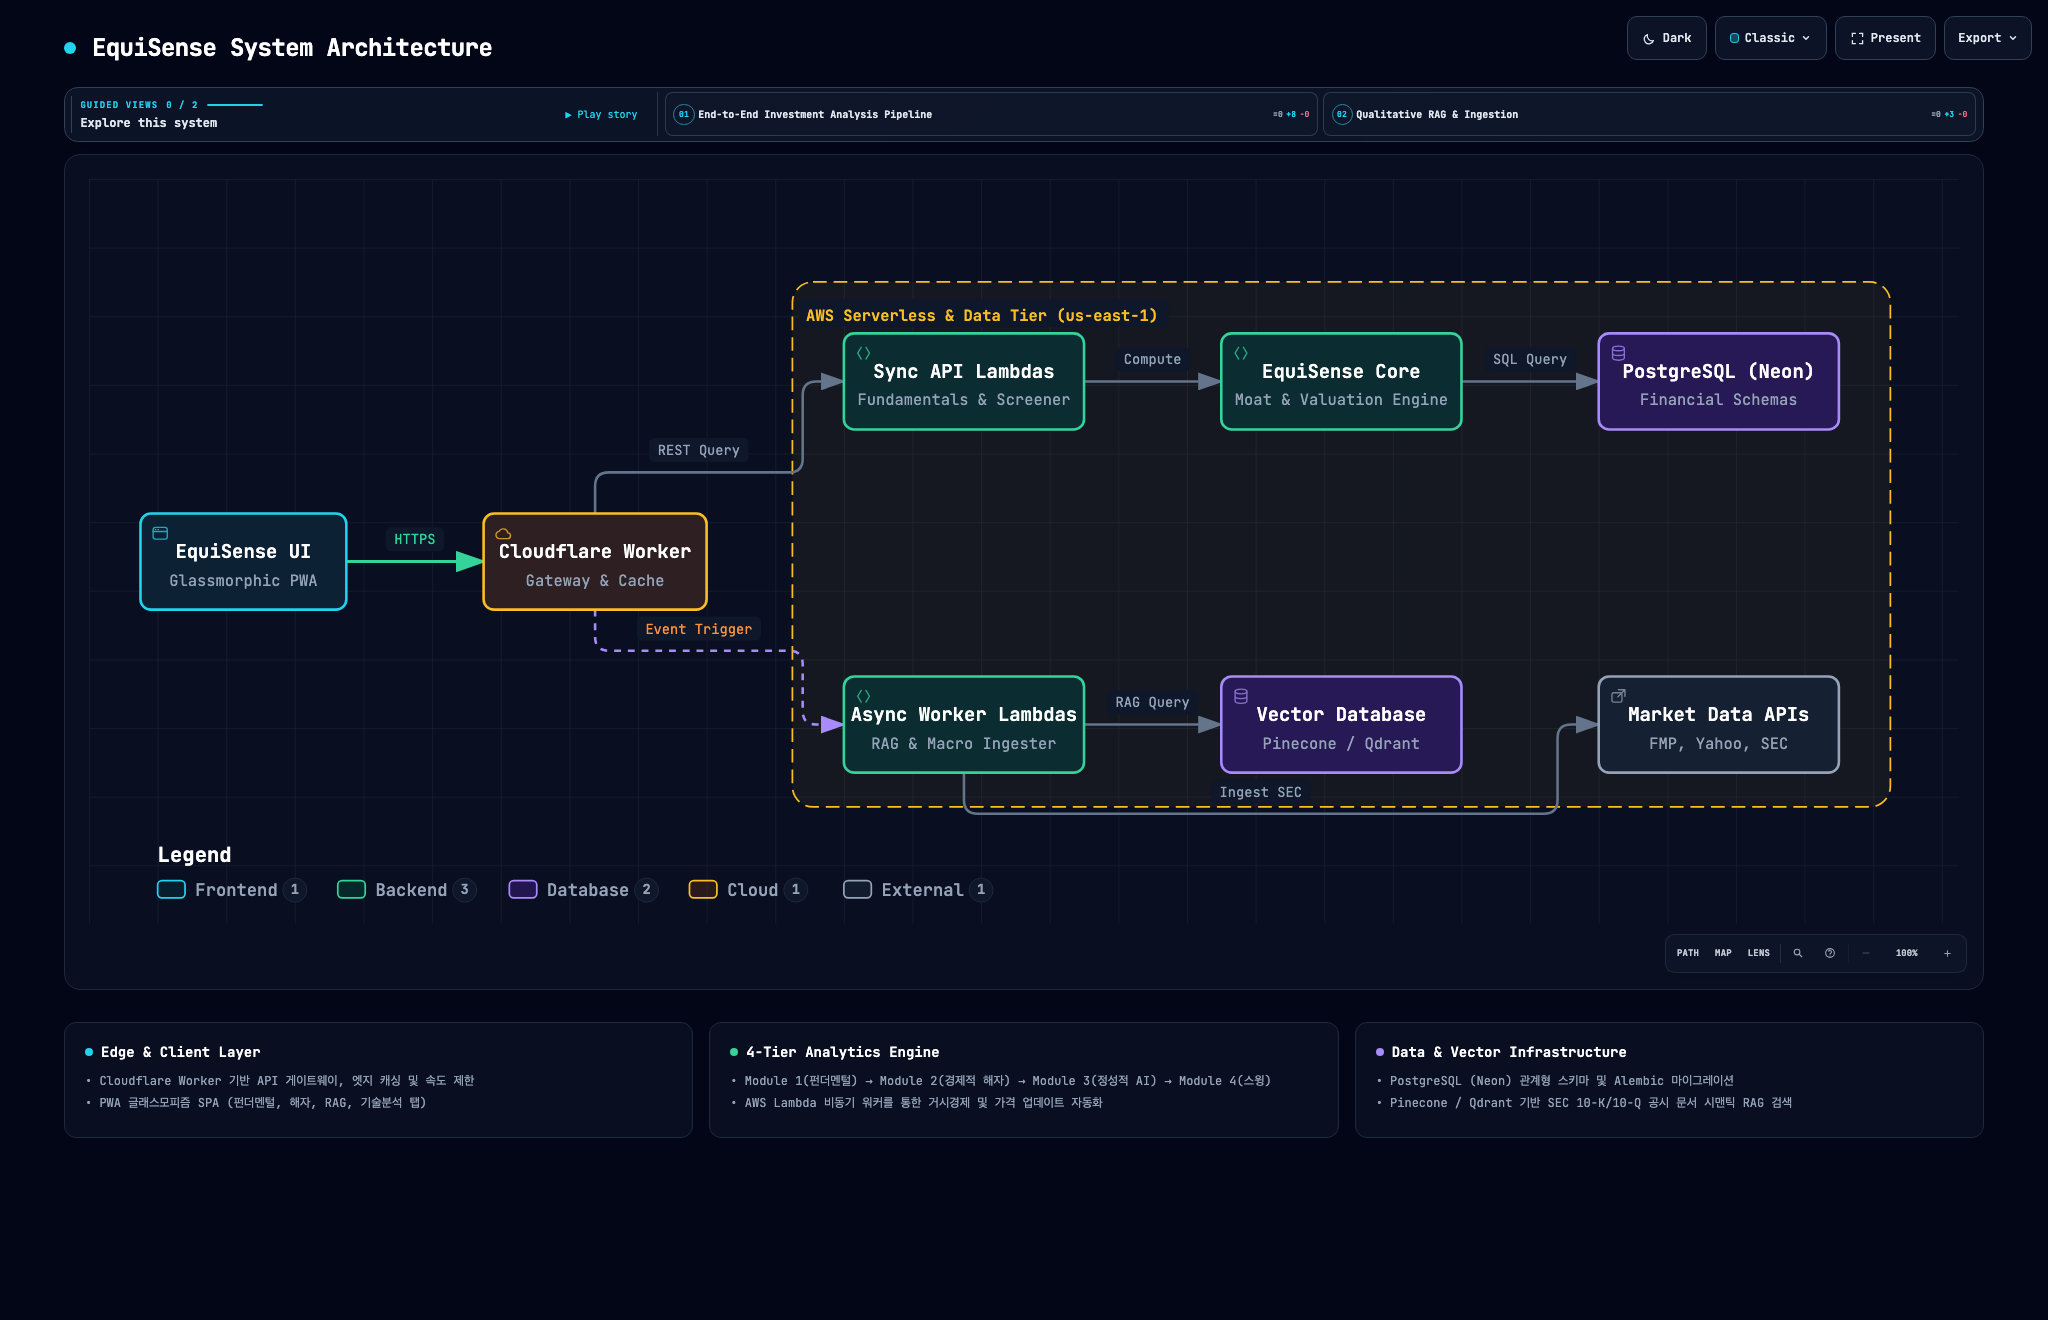 EquiSense System Architecture
Dark
Classic
Present
Export
GUIDED VIEWS 0 / 2
Explore this system
▶ Play story
01 End-to-End Investment Analysis Pipeline =0 +8 -0
02 Qualitative RAG & Ingestion =0 +3 -0
AWS Serverless & Data Tier (us-east-1)
Sync API Lambdas
Fundamentals & Screener
Compute
EquiSense Core
Moat & Valuation Engine
SQL Query
PostgreSQL (Neon)
Financial Schemas
REST Query
EquiSense UI
Glassmorphic PWA
HTTPS
Cloudflare Worker
Gateway & Cache
Event Trigger
Async Worker Lambdas
RAG & Macro Ingester
RAG Query
Vector Database
Pinecone / Qdrant
Market Data APIs
FMP, Yahoo, SEC
Ingest SEC
Legend
Frontend 1
Backend 3
Database 2
Cloud 1
External 1
PATH MAP LENS − 100% +
Edge & Client Layer
• Cloudflare Worker 기반 API 게이트웨이, 엣지 캐싱 및 속도 제한
• PWA 글래스모피즘 SPA (펀더멘털, 해자, RAG, 기술분석 탭)
4-Tier Analytics Engine
• Module 1(펀더멘털) → Module 2(경제적 해자) → Module 3(정성적 AI) → Module 4(스윙)
• AWS Lambda 비동기 워커를 통한 거시경제 및 가격 업데이트 자동화
Data & Vector Infrastructure
• PostgreSQL (Neon) 관계형 스키마 및 Alembic 마이그레이션
• Pinecone / Qdrant 기반 SEC 10-K/10-Q 공시 문서 시맨틱 RAG 검색